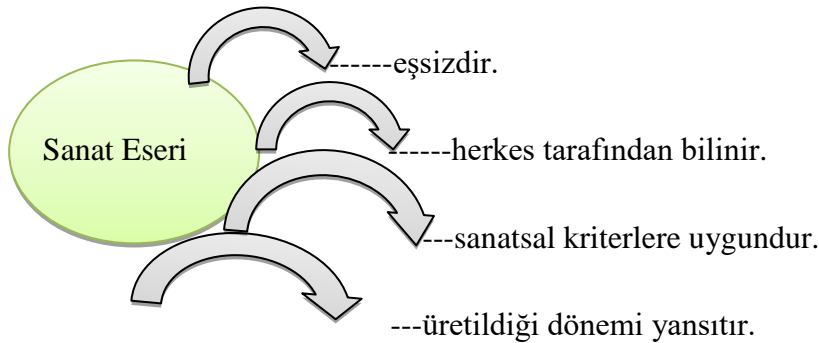 ------eşsizdir.
Sanat Eseri
------herkes tarafından bilinir.
---sanatsal kriterlere uygundur.
---üretildiği dönemi yansıtır.